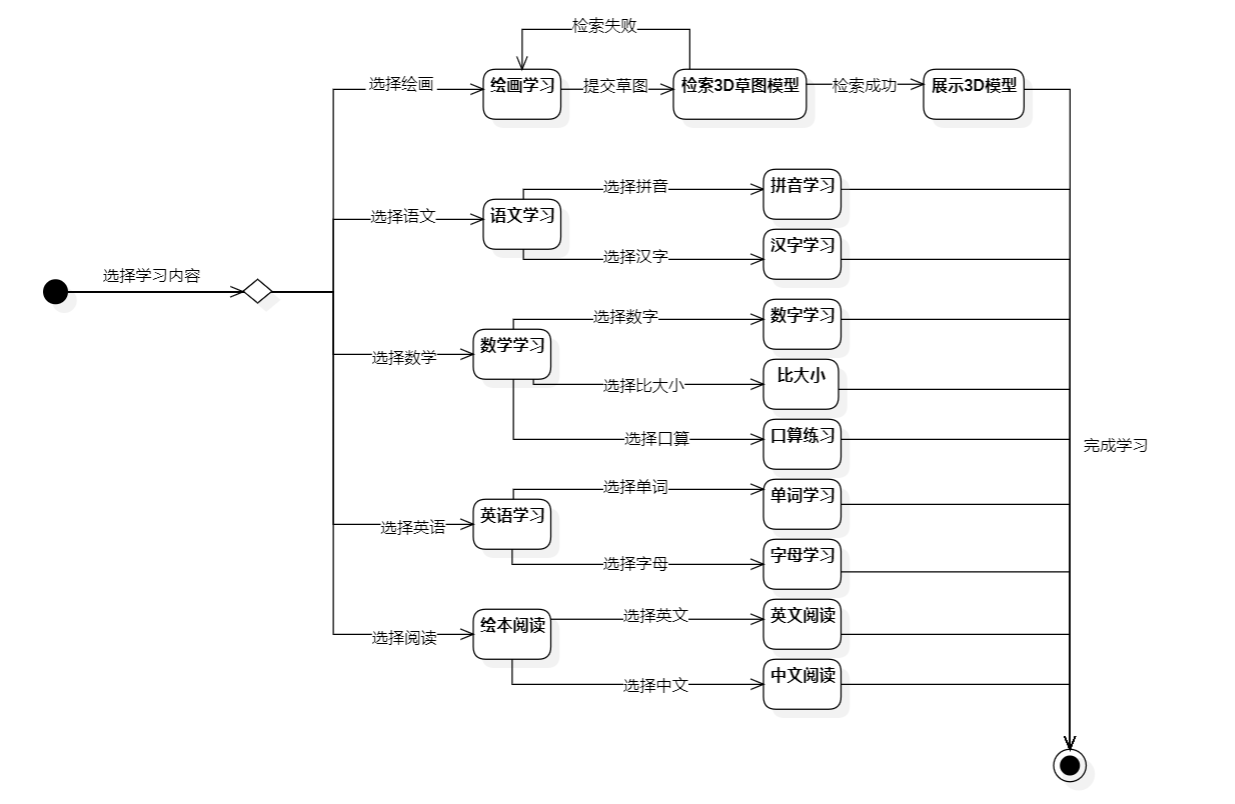 检索失败
选择绘画
绘画学习
提交草图
检索3D草图模型
检索成功
展示3D模型
选择拼音
拼音学习
选择语文
语文学习
选择汉字
汉字学习
选择学习内容
选择数字
数字学习
选择数学
数学学习
选择比大小
比大小
选择口算
口算练习
完成学习
选择单词
单词学习
选择英语
英语学习
选择字母
字母学习
选择英文
英文阅读
选择阅读
绘本阅读
选择中文
中文阅读